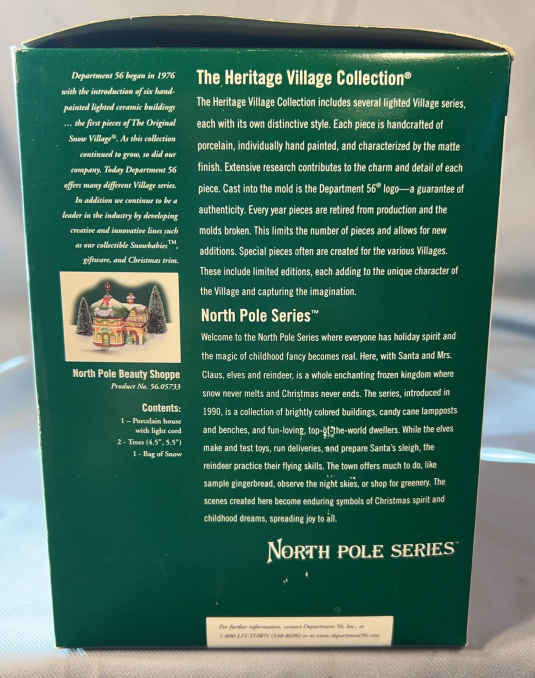 Department 56 began in 1976
with the introduction of six hand-
painted lighted ceramic buildings
… the first pieces of The Original
Snow Village®. As this collection
continued to grow, so did our
company. Today Department 56
offers many different Village series.
In addition we continue to be a
leader in the industry by developing
creative and innovative lines such
as our collectible Snowbabies™,
giftware, and Christmas trim.
North Pole Beauty Shoppe
Product No. 56.05733
Contents:
1 – Porcelain house
with light cord
2 - Trees (4.5", 5.5")
1 - Bag of Snow
The Heritage Village Collection®
The Heritage Village Collection includes several lighted Village series,
each with its own distinctive style. Each piece is handcrafted of
porcelain, individually hand painted, and characterized by the matte
finish. Extensive research contributes to the charm and detail of each
piece. Cast into the mold is the Department 56® logo—a guarantee of
authenticity. Every year pieces are retired from production and the
molds broken. This limits the number of pieces and allows for new
additions. Special pieces often are created for the various Villages.
These include limited editions, each adding to the unique character of
the Village and capturing the imagination.
North Pole Series™
Welcome to the North Pole Series where everyone has holiday spirit and
the magic of childhood fancy becomes real. Here, with Santa and Mrs.
Claus, elves and reindeer, is a whole enchanting frozen kingdom where
snow never melts and Christmas never ends. The series, introduced in
1990, is a collection of brightly colored buildings, candy cane lampposts
and benches, and fun-loving, top-of-the-world dwellers. While the elves
make and test toys, run deliveries, and prepare Santa's sleigh, the
reindeer practice their flying skills. The town offers much to do, like
sample gingerbread, observe the night skies, or shop for greenery. The
scenes created here become enduring symbols of Christmas spirit and
childhood dreams, spreading joy to all.
NORTH POLE SERIES™
For further information, contact Department 56, Inc., at
1-800-LIT-TOWN (548-8696) or at www.department56.com